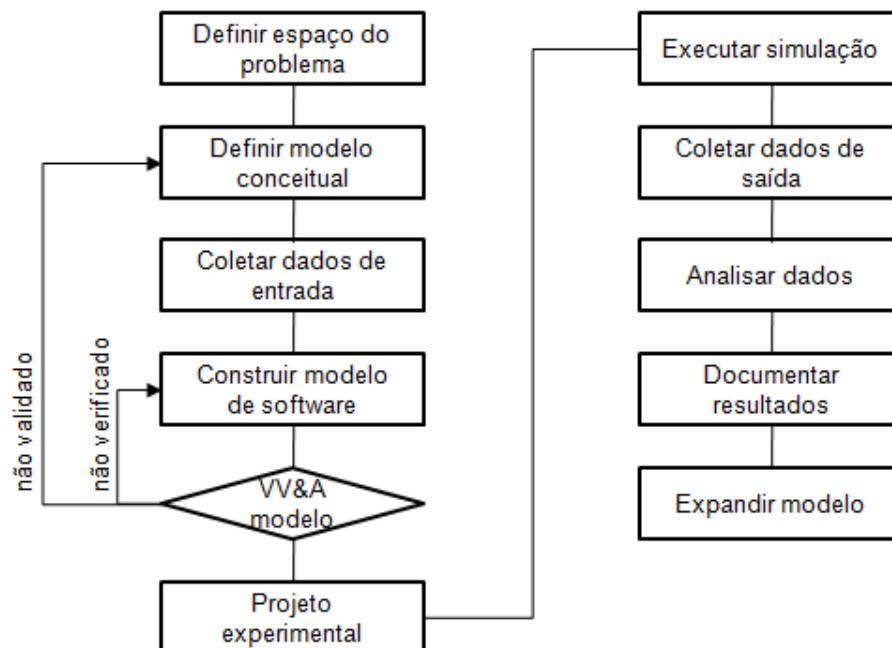 Definir espaço do
problema
Definir modelo
conceitual
Coletar dados de
entrada
Construir modelo
de software
não validado
não verificado
VV&A
modelo
Projeto
experimental
Executar simulação
Coletar dados de
saída
Analisar dados
Documentar
resultados
Expandir modelo